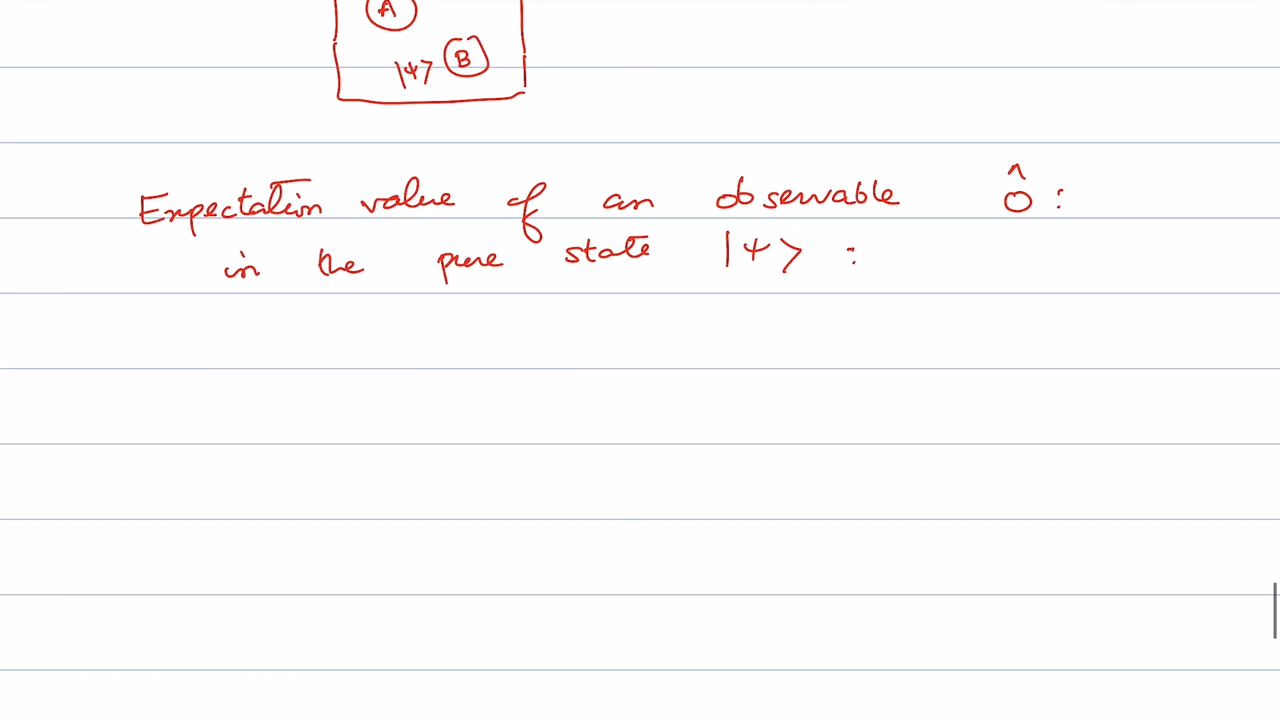 A
|ψ> B
Expectation value of an observable ô :
in the pure state |ψ> :